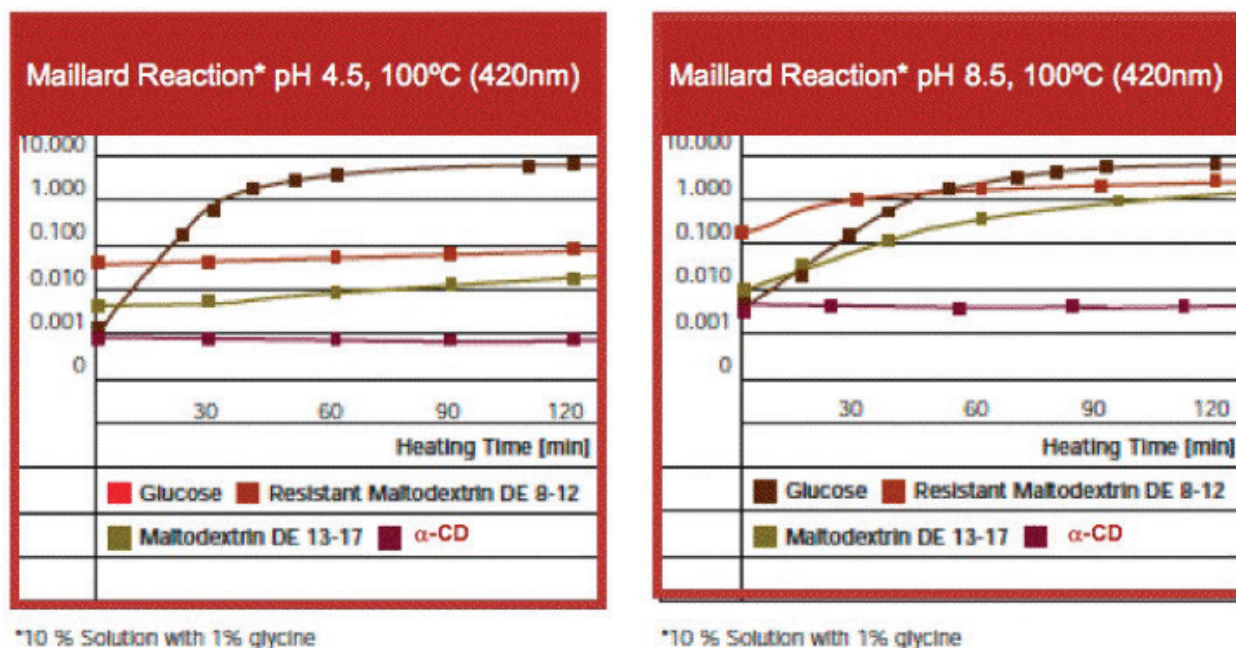 Maillard Reaction* pH 4.5, 100ºC (420nm)
10.000
1.000
0.100
0.010
0.001
0
30 60 90 120
Heating Time [min]
Glucose Resistant Maltodextrin DE 8-12
Maltodextrin DE 13-17 α-CD
*10 % Solution with 1% glycine
Maillard Reaction* pH 8.5, 100ºC (420nm)
10.000
1.000
0.100
0.010
0.001
0
30 60 90 120
Heating Time [min]
Glucose Resistant Maltodextrin DE 8-12
Maltodextrin DE 13-17 α-CD
*10 % Solution with 1% glycine